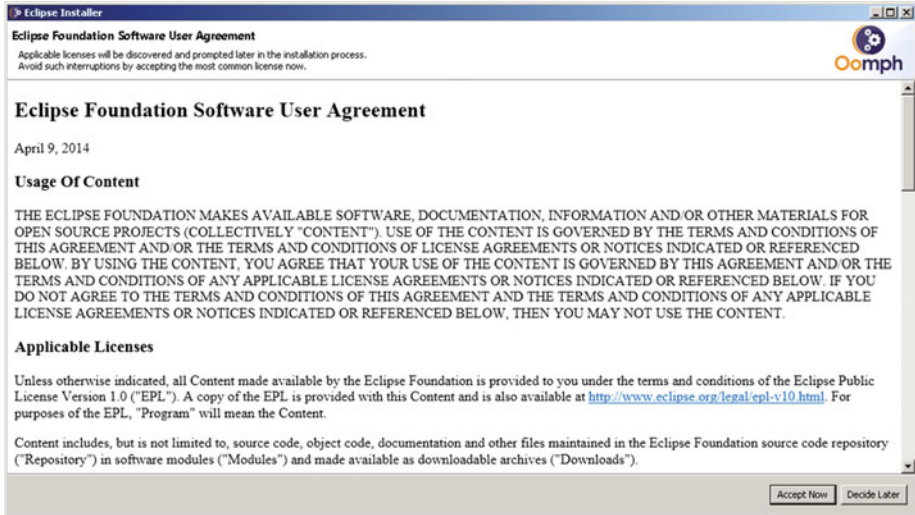 Eclipse Installer
Eclipse Foundation Software User Agreement
Applicable licenses will be discovered and prompted later in the installation process.
Avoid such interruptions by accepting the most common license now.
Oomph
Eclipse Foundation Software User Agreement
April 9, 2014
Usage Of Content
THE ECLIPSE FOUNDATION MAKES AVAILABLE SOFTWARE, DOCUMENTATION, INFORMATION AND/OR OTHER MATERIALS FOR
OPEN SOURCE PROJECTS (COLLECTIVELY "CONTENT"). USE OF THE CONTENT IS GOVERNED BY THE TERMS AND CONDITIONS OF
THIS AGREEMENT AND/OR THE TERMS AND CONDITIONS OF LICENSE AGREEMENTS OR NOTICES INDICATED OR REFERENCED
BELOW. BY USING THE CONTENT, YOU AGREE THAT YOUR USE OF THE CONTENT IS GOVERNED BY THIS AGREEMENT AND/OR THE
TERMS AND CONDITIONS OF ANY APPLICABLE LICENSE AGREEMENTS OR NOTICES INDICATED OR REFERENCED BELOW. IF YOU
DO NOT AGREE TO THE TERMS AND CONDITIONS OF THIS AGREEMENT AND THE TERMS AND CONDITIONS OF ANY APPLICABLE
LICENSE AGREEMENTS OR NOTICES INDICATED OR REFERENCED BELOW, THEN YOU MAY NOT USE THE CONTENT.
Applicable Licenses
Unless otherwise indicated, all Content made available by the Eclipse Foundation is provided to you under the terms and conditions of the Eclipse Public
License Version 1.0 ("EPL"). A copy of the EPL is provided with this Content and is also available at http://www.eclipse.org/legal/epl-v10.html. For
purposes of the EPL, "Program" will mean the Content.
Content includes, but is not limited to, source code, object code, documentation and other files maintained in the Eclipse Foundation source code repository
("Repository") in software modules ("Modules") and made available as downloadable archives ("Downloads").
Accept Now
Decide Later